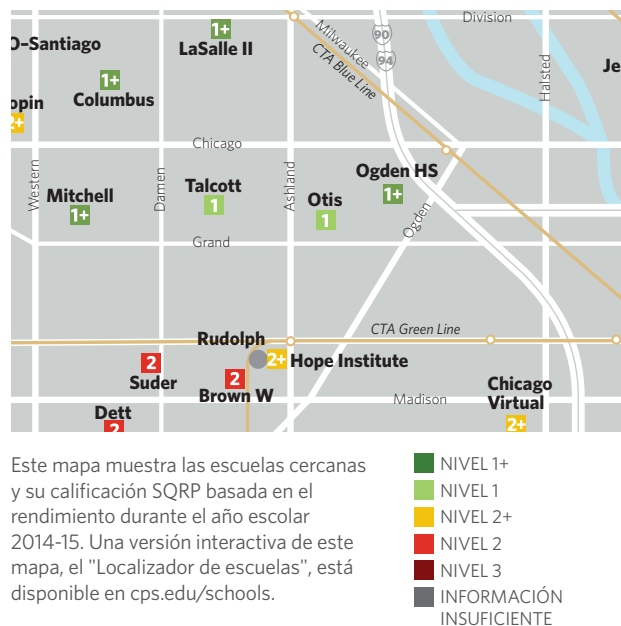 Division
1+
LaSalle II
O-Santiago
Milwaukee
CTA Blue Line
90
94
Halsted
Je
1+
Columbus
opin
2+
Chicago
Western
Damen
Ashland
Mitchell
1+
Talcott
1
Otis
1
Ogden HS
1+
Ogden
Grand
CTA Green Line
Rudolph
2+ Hope Institute
2
Suder
2
Brown W
Madison
Chicago
Virtual
2+
Dett
2
Este mapa muestra las escuelas cercanas
y su calificación SQRP basada en el
rendimiento durante el año escolar
2014-15. Una versión interactiva de este
mapa, el "Localizador de escuelas", está
disponible en cps.edu/schools.
NIVEL 1+
NIVEL 1
NIVEL 2+
NIVEL 2
NIVEL 3
INFORMACIÓN
INSUFICIENTE